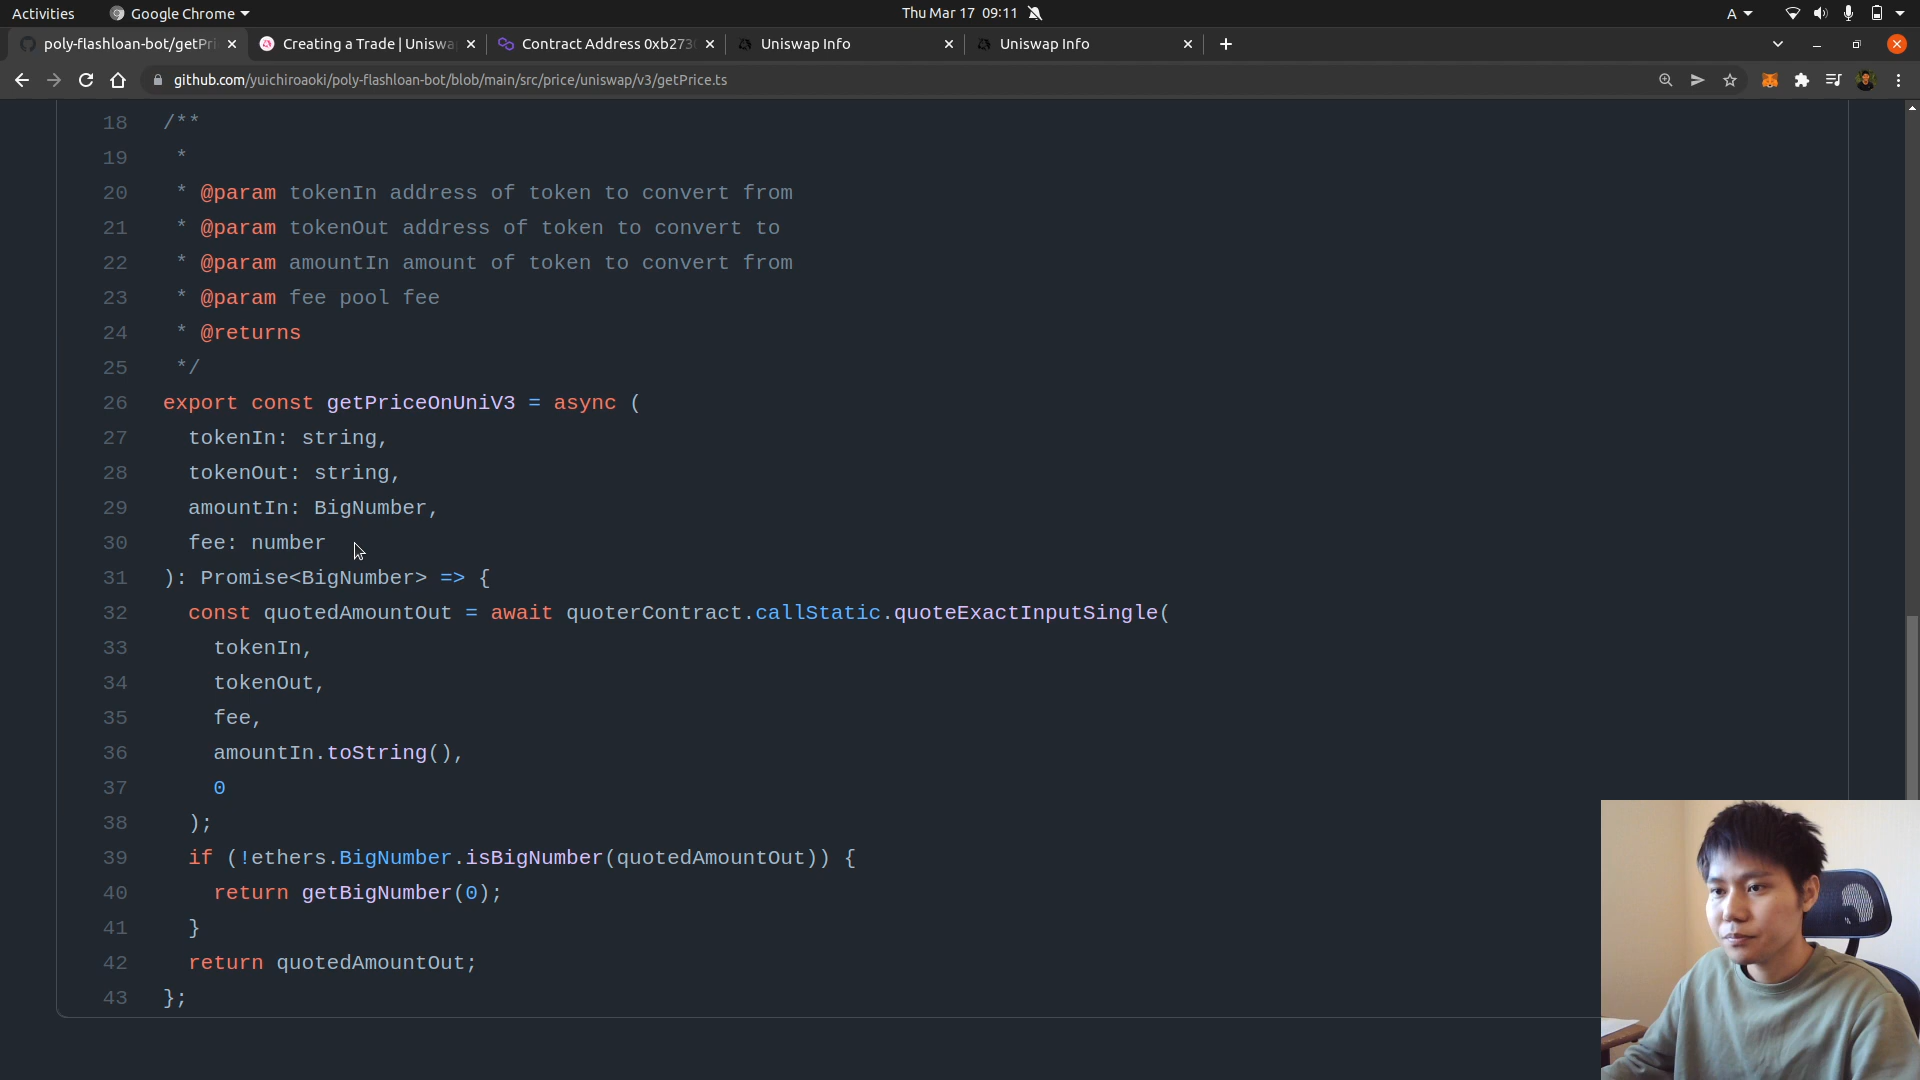 Activities Google Chrome Thu Mar 17 09:11 A
poly-flashloan-bot/getPri Creating a Trade | Uniswa Contract Address 0xb273 Uniswap Info Uniswap Info
github.com/yuichiroaoki/poly-flashloan-bot/blob/main/src/price/uniswap/v3/getPrice.ts
18 /**
19 *
20 * @param tokenIn address of token to convert from
21 * @param tokenOut address of token to convert to
22 * @param amountIn amount of token to convert from
23 * @param fee pool fee
24 * @returns
25 */
26 export const getPriceOnUniV3 = async (
27 tokenIn: string,
28 tokenOut: string,
29 amountIn: BigNumber,
30 fee: number
31 ): Promise<BigNumber> => {
32 const quotedAmountOut = await quoterContract.callStatic.quoteExactInputSingle(
33 tokenIn,
34 tokenOut,
35 fee,
36 amountIn.toString(),
37 0
38 );
39 if (!ethers.BigNumber.isBigNumber(quotedAmountOut)) {
40 return getBigNumber(0);
41 }
42 return quotedAmountOut;
43 };